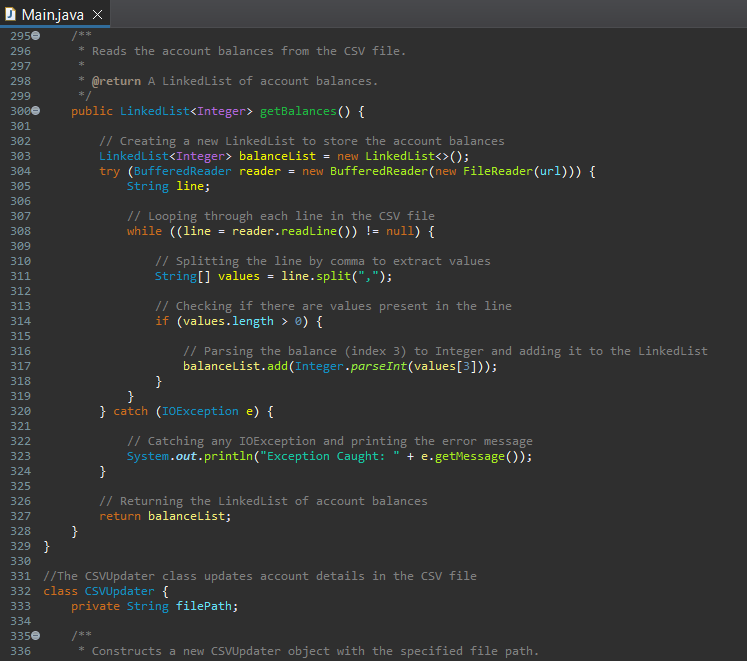 Main.java
295 /**
296 * Reads the account balances from the CSV file.
297 *
298 * @return A LinkedList of account balances.
299 */
300 public LinkedList<Integer> getBalances() {
301
302 // Creating a new LinkedList to store the account balances
303 LinkedList<Integer> balanceList = new LinkedList<>();
304 try (BufferedReader reader = new BufferedReader(new FileReader(url))) {
305 String line;
306
307 // Looping through each line in the CSV file
308 while ((line = reader.readLine()) != null) {
309
310 // Splitting the line by comma to extract values
311 String[] values = line.split(",");
312
313 // Checking if there are values present in the line
314 if (values.length > 0) {
315
316 // Parsing the balance (index 3) to Integer and adding it to the LinkedList
317 balanceList.add(Integer.parseInt(values[3]));
318 }
319 }
320 } catch (IOException e) {
321
322 // Catching any IOException and printing the error message
323 System.out.println("Exception Caught: " + e.getMessage());
324 }
325
326 // Returning the LinkedList of account balances
327 return balanceList;
328 }
329 }
330
331 //The CSVUpdater class updates account details in the CSV file
332 class CSVUpdater {
333 private String filePath;
334
335 /**
336 * Constructs a new CSVUpdater object with the specified file path.